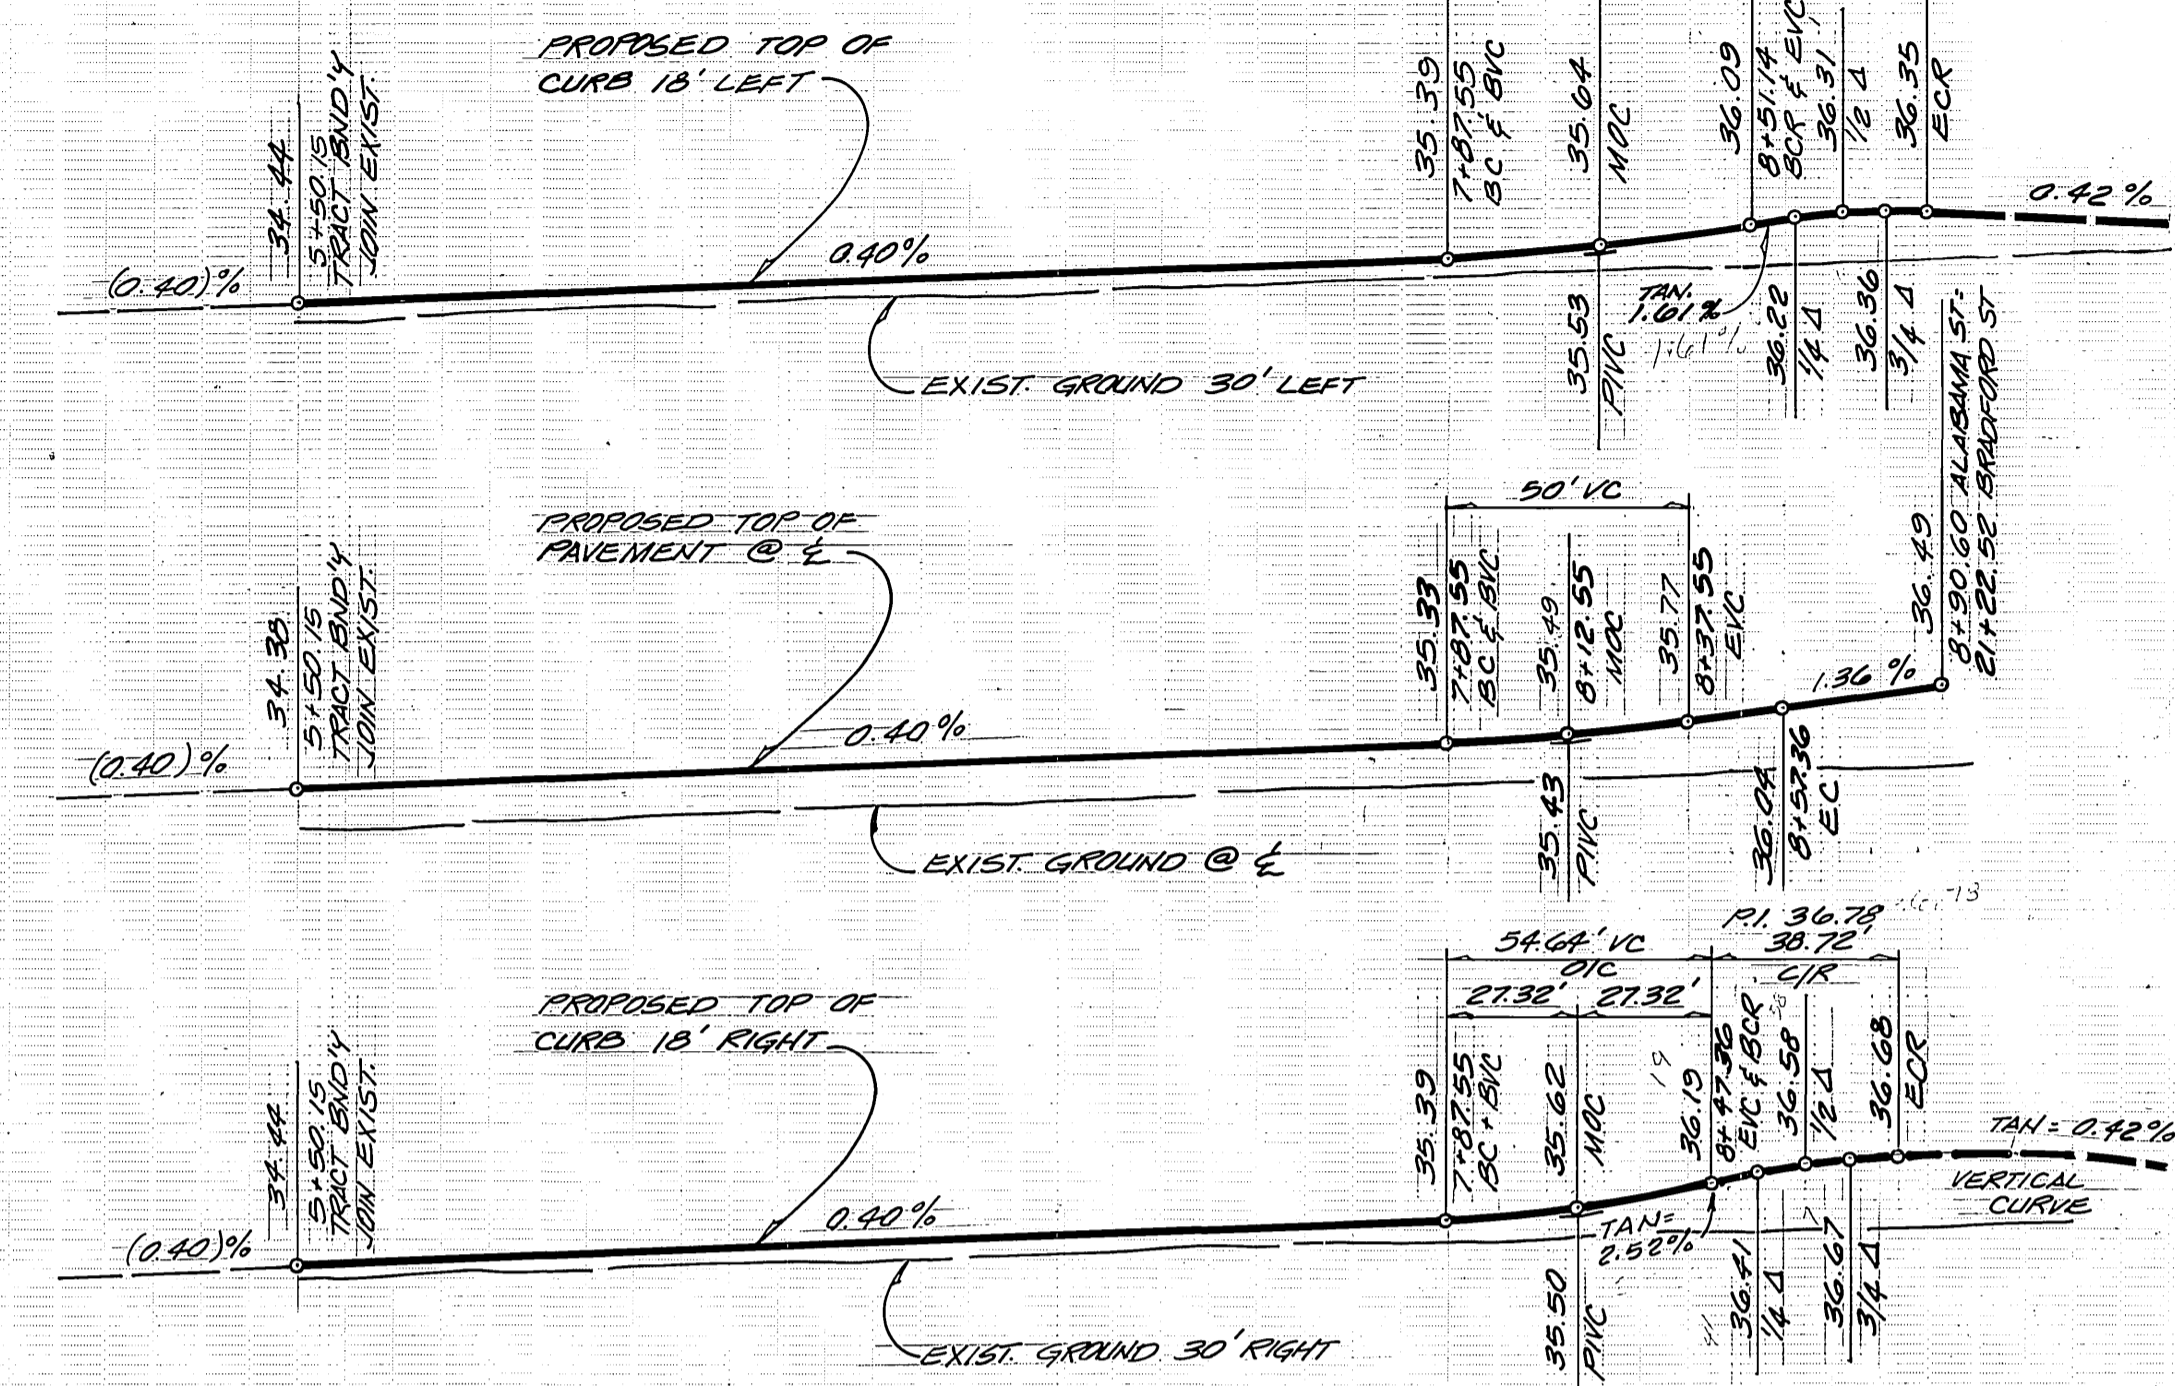 PROPOSED TOP OF
CURB 18' LEFT
34.44
5+50.15
TRACT BND'Y
JOIN EXIST.
(0.40)%
0.40%
EXIST. GROUND 30' LEFT
35.39
7+87.55
BC & BVC
35.64
MOC
35.53
PIVC
36.09
8+51.14
BCR & EVC
TAN.
1.61%
1.61%
36.22
1/4 Δ
36.31
1/2 Δ
36.36
3/4 Δ
36.35
ECR
0.42%
PROPOSED TOP OF
PAVEMENT @ ℄
34.38
5+50.15
TRACT BND'Y
JOIN EXIST.
(0.40)%
0.40%
EXIST. GROUND @ ℄
50' VC
35.33
7+87.55
BC & BVC
35.49
8+12.55
MOC
35.43
PIVC
35.77
8+37.55
EVC
36.04
8+57.36
EC
1.36%
36.49
8+90.60 ALABAMA ST=
21+22.52 BRADFORD ST
PROPOSED TOP OF
CURB 18' RIGHT
34.44
5+50.15
TRACT BND'Y
JOIN EXIST.
(0.40)%
0.40%
EXIST. GROUND 30' RIGHT
54.64' VC
O/C
27.32' 27.32'
P.I. 36.78
38.72'
C/R
35.39
7+87.55
BC + BVC
35.62
MOC
35.50
PIVC
19
36.19
8+47.36
EVC & BCR
TAN=
2.52%
41
36.41
1/4 Δ
36.58
1/2 Δ
36.67
3/4 Δ
36.68
ECR
TAN = 0.42%
VERTICAL
CURVE